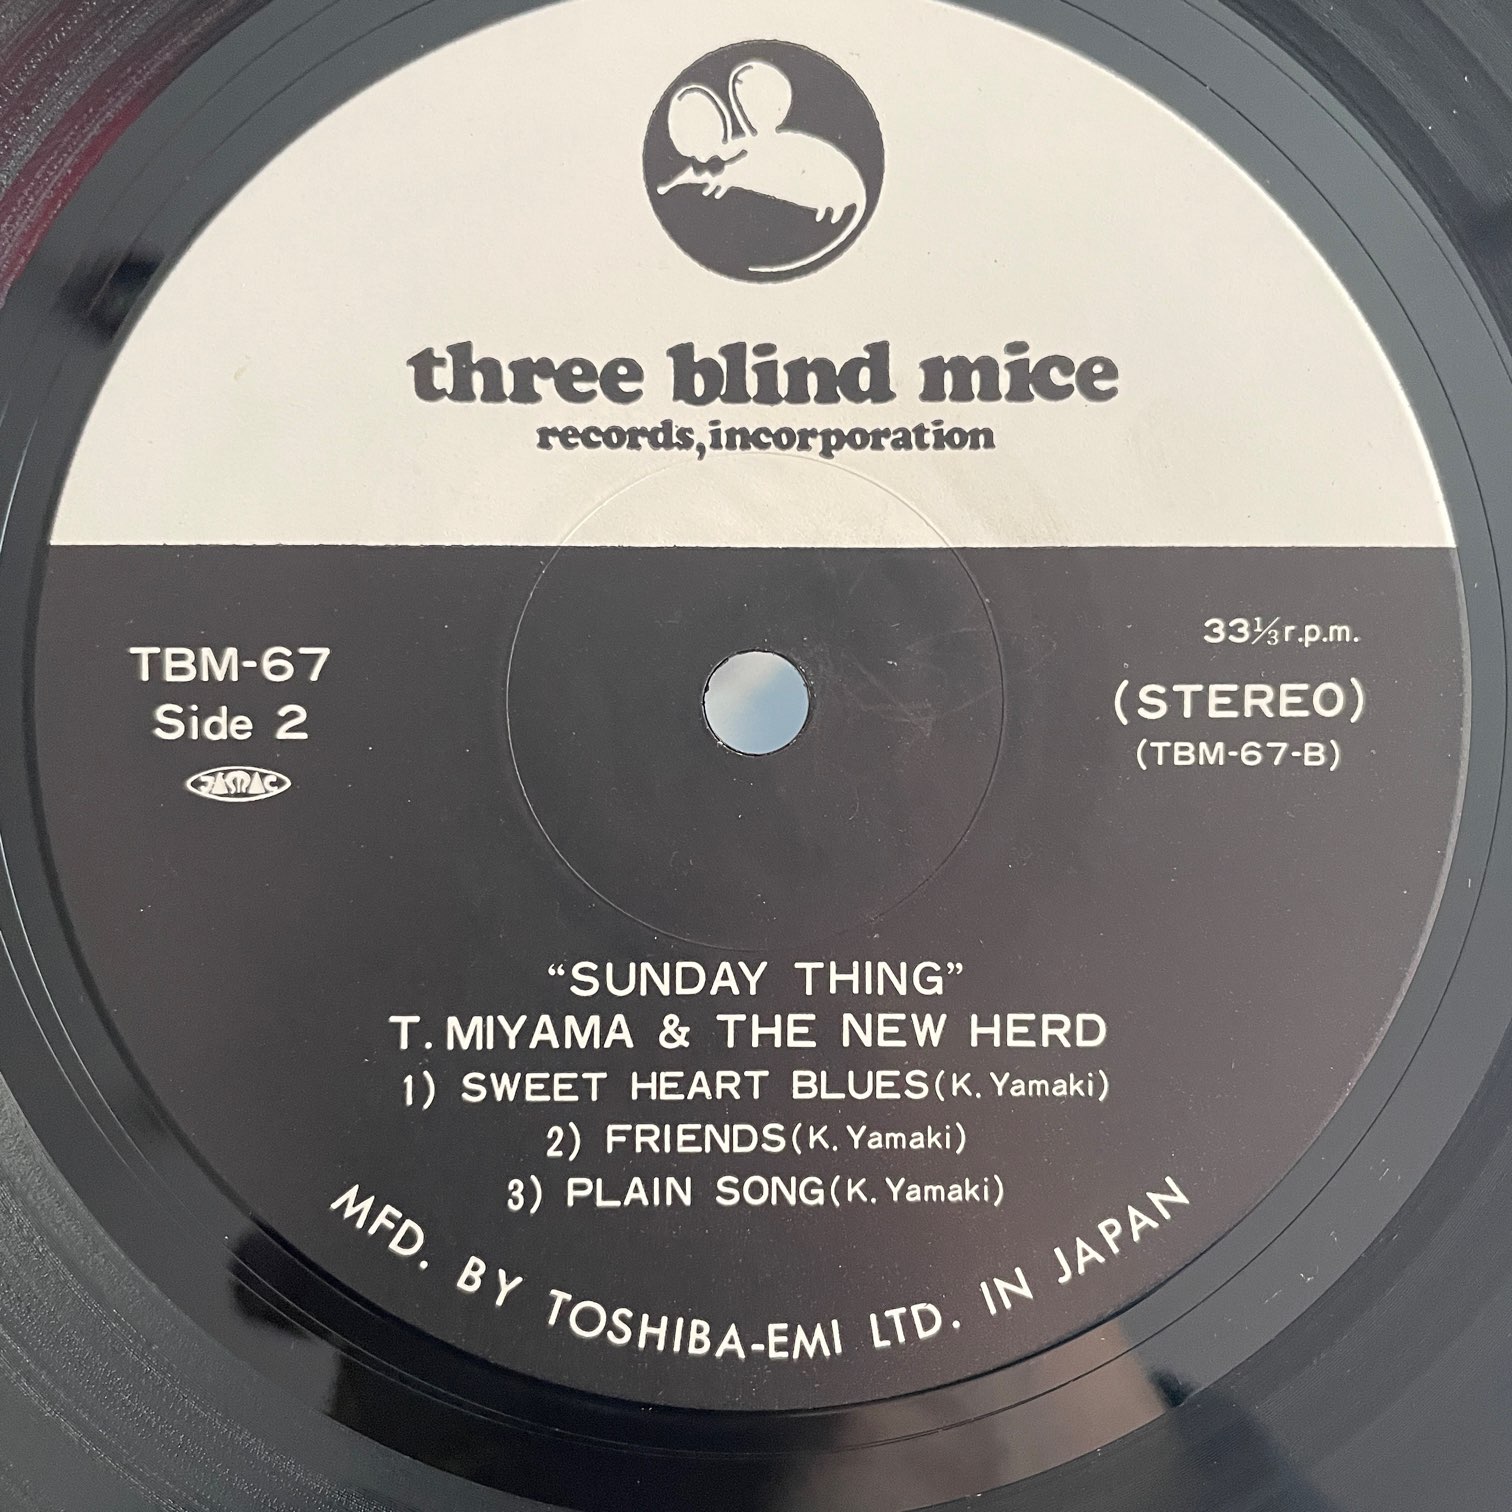 three blind mice
records, incorporation
TBM-67
Side 2
JASRAC
33⅓ r.p.m.
(STEREO)
(TBM-67-B)
“SUNDAY THING”
T. MIYAMA & THE NEW HERD
1) SWEET HEART BLUES (K. Yamaki)
2) FRIENDS (K. Yamaki)
3) PLAIN SONG (K. Yamaki)
MFD. BY TOSHIBA-EMI LTD. IN JAPAN